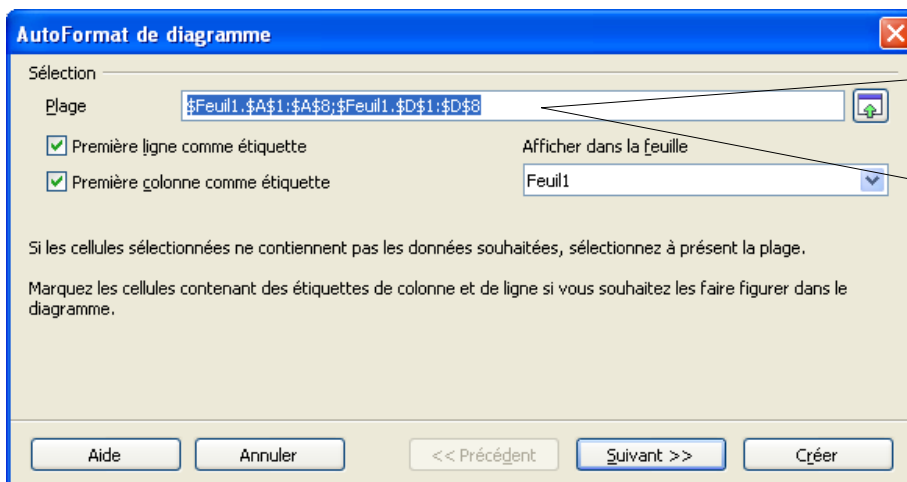 AutoFormat de diagramme
Sélection
Plage
$Feuil1.$A$1:$A$8;$Feuil1.$D$1:$D$8
Première ligne comme étiquette
Afficher dans la feuille
Première colonne comme étiquette
Feuil1
Si les cellules sélectionnées ne contiennent pas les données souhaitées, sélectionnez à présent la plage.
Marquez les cellules contenant des étiquettes de colonne et de ligne si vous souhaitez les faire figurer dans le
diagramme.
Aide
Annuler
<< Précédent
Suivant >>
Créer